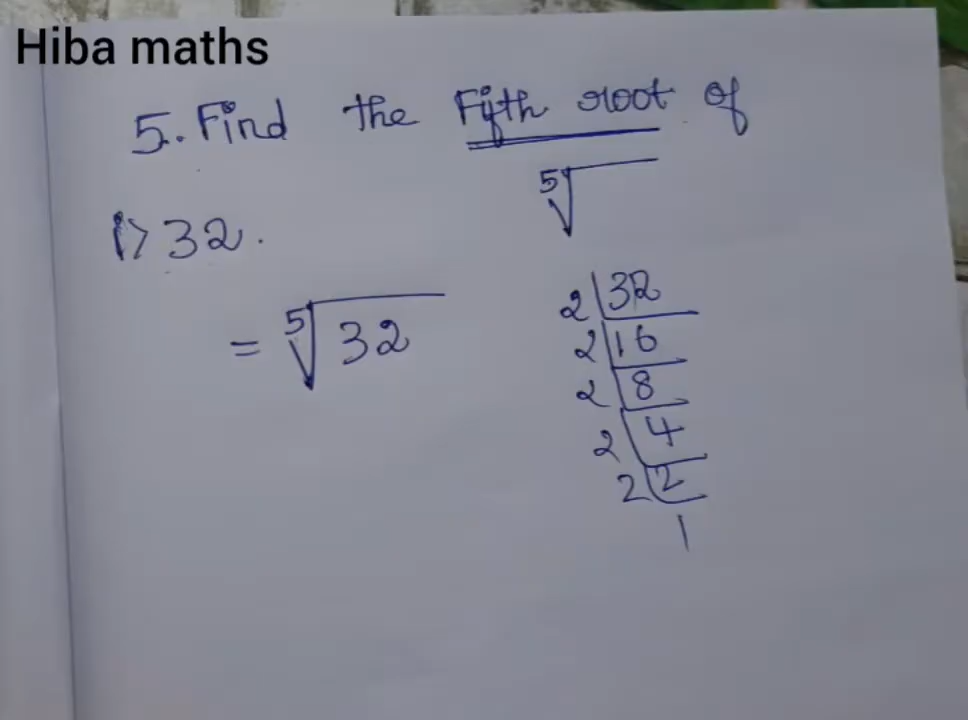 Hiba maths
5. Find the Fifth root of
5√
i) 32.
= 5√32
2 | 32
2 | 16
2 | 8
2 | 4
2 | 2
1